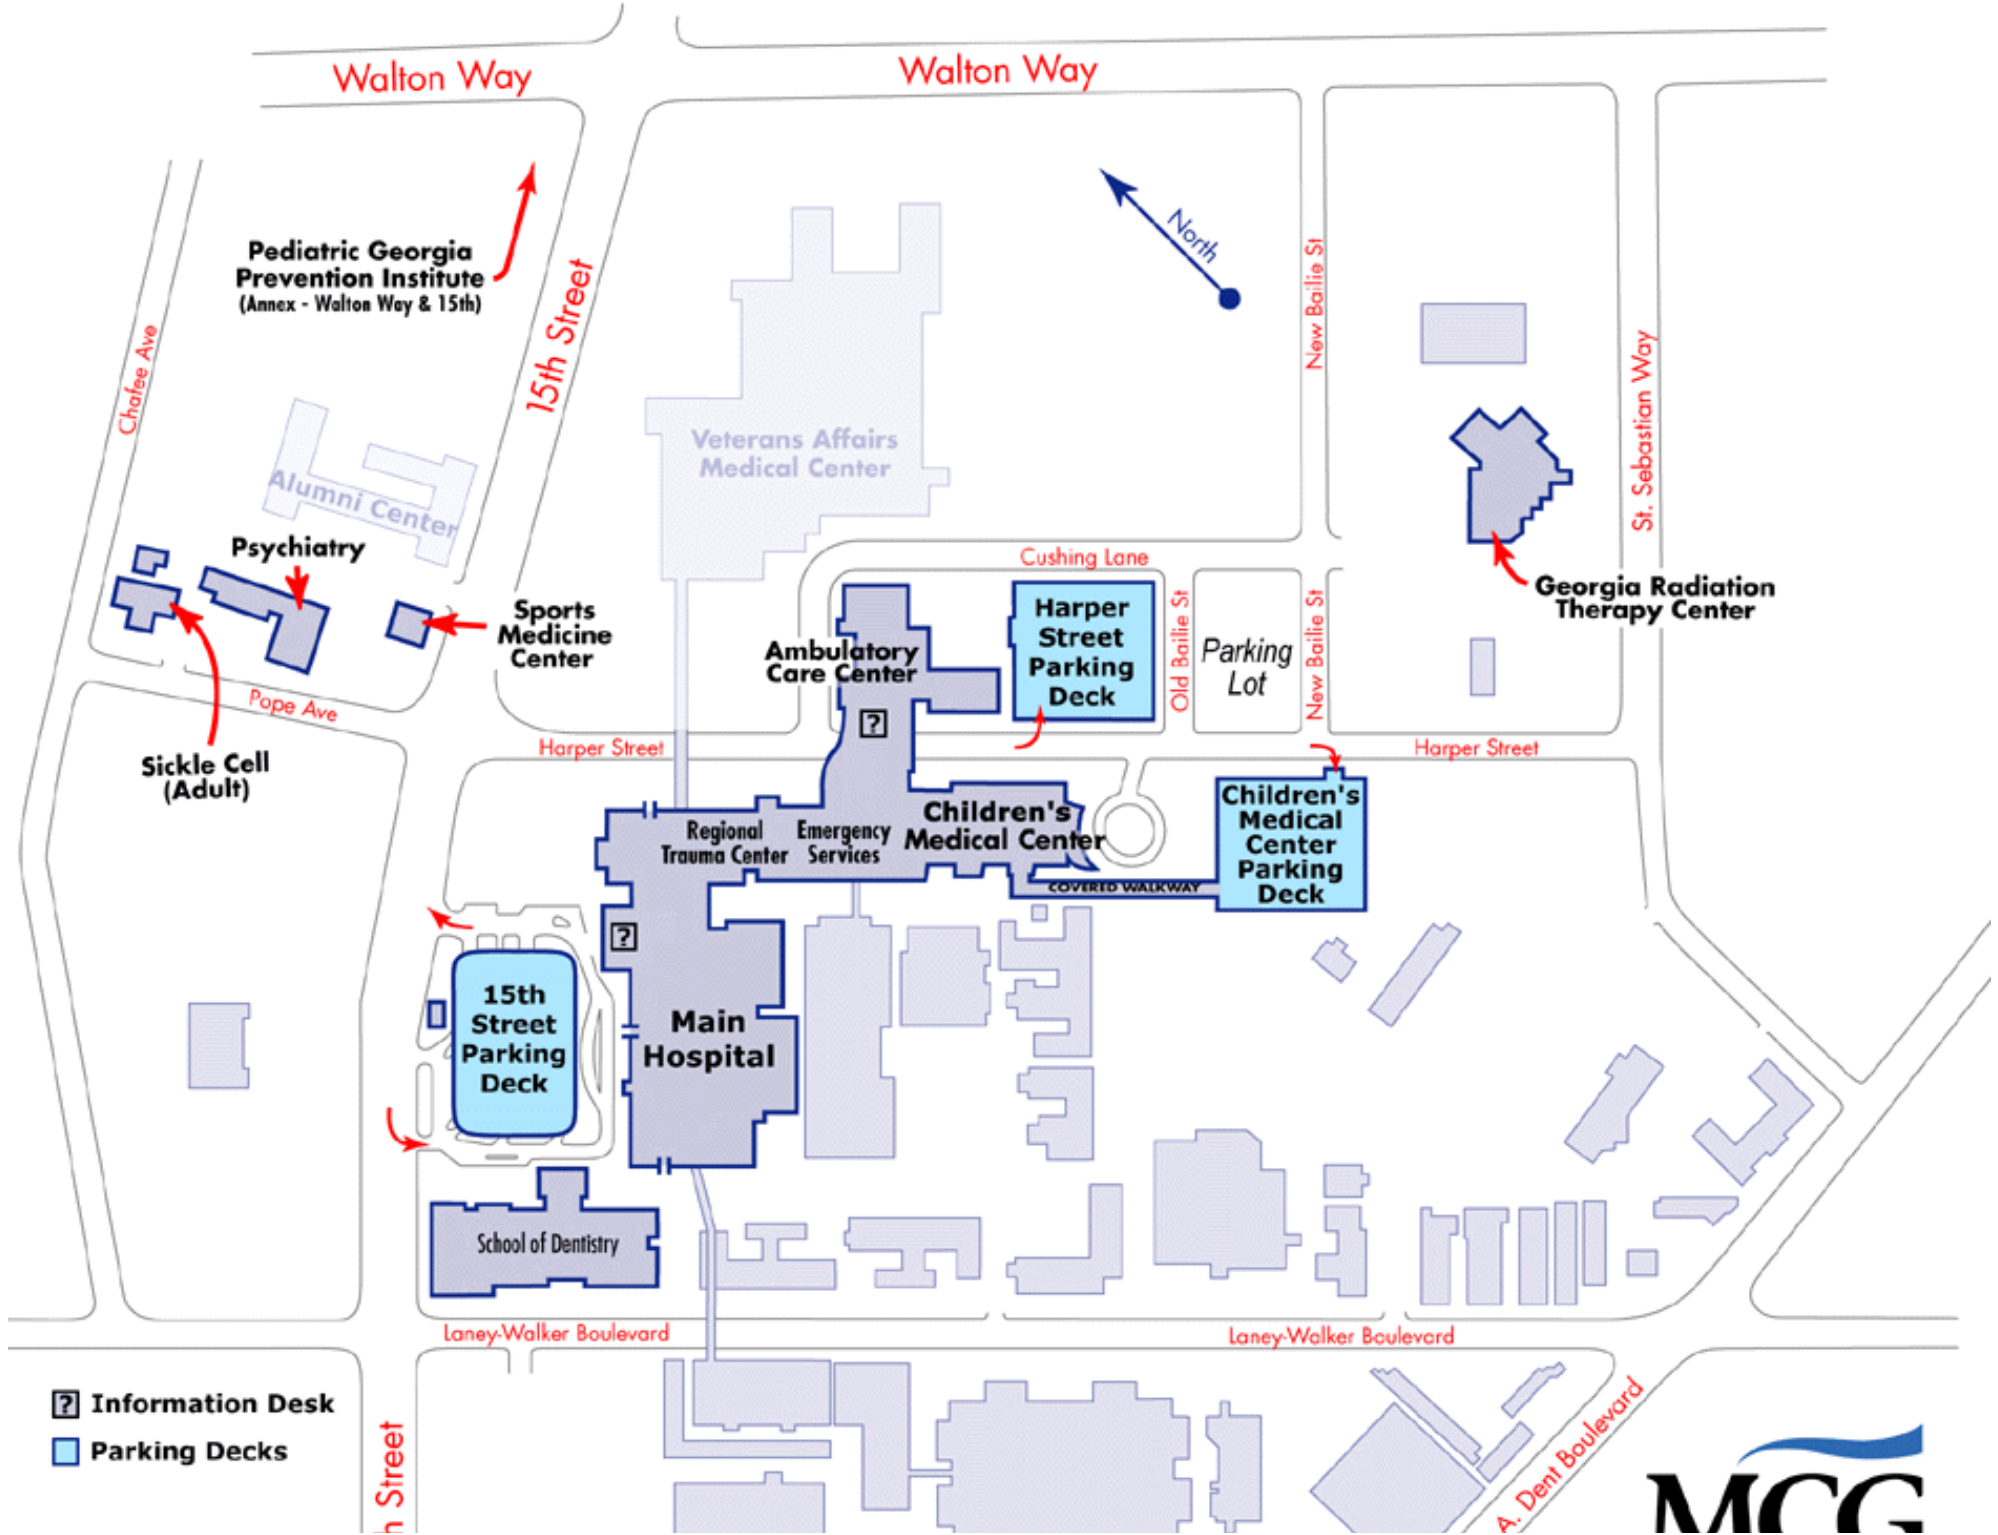 Walton Way
Walton Way
North
Pediatric Georgia
Prevention Institute
(Annex - Walton Way & 15th)
15th Street
New Bailie St
Chafee Ave
St. Sebastian Way
Veterans Affairs
Medical Center
Alumni Center
Psychiatry
Cushing Lane
Georgia Radiation
Therapy Center
Sports
Medicine
Center
Harper
Street
Parking
Deck
Old Bailie St
Parking
Lot
New Bailie St
Ambulatory
Care Center
?
Pope Ave
Harper Street
Harper Street
Sickle Cell
(Adult)
Children's
Medical
Center
Parking
Deck
Regional
Trauma Center
Emergency
Services
Children's
Medical Center
COVERED WALKWAY
?
15th
Street
Parking
Deck
Main
Hospital
School of Dentistry
Laney-Walker Boulevard
Laney-Walker Boulevard
? Information Desk
Parking Decks
h Street
A. Dent Boulevard
MCG